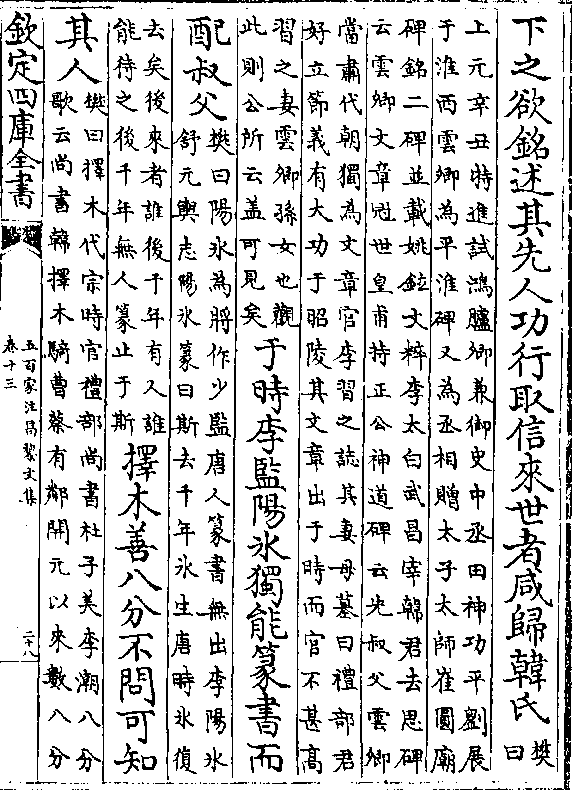 下之欲銘述其先人功行取信來世者咸歸韓氏樊曰
上元辛丑特進試鴻臚卿兼御史中丞田神功平劉展
于淮西雲卿為平淮碑又為丞相贈太子太師崔圓廟
碑銘二碑並載姚鉉文粹李太白武昌宰韓君去思碑
云雲卿文章冠世皇甫持正公神道碑云先叔父雲卿
當肅代朝獨為文章官李習之誌其妻母墓曰禮部君
好立節義有大功于昭陵其文章出于時而官不甚高
習之妻雲卿孫女也觀
此則公所云盖可見矣
于時李監陽氷獨能篆書而
配叔父
樊曰陽氷為將作少監唐人篆書無出李陽氷
舒元輿志陽氷篆曰斯去千年氷生唐時氷復
去矣後來者誰後千年有人誰
能待之後千年無人篆止于斯
擇木善八分不問可知
其人
樊曰擇木代宗時官禮部尚書杜子美李潮八分
歌云尚書韓擇木騎曹蔡有鄰開元以來數八分
欽定四庫全書
五百家注昌黎文集
卷十三
二十八